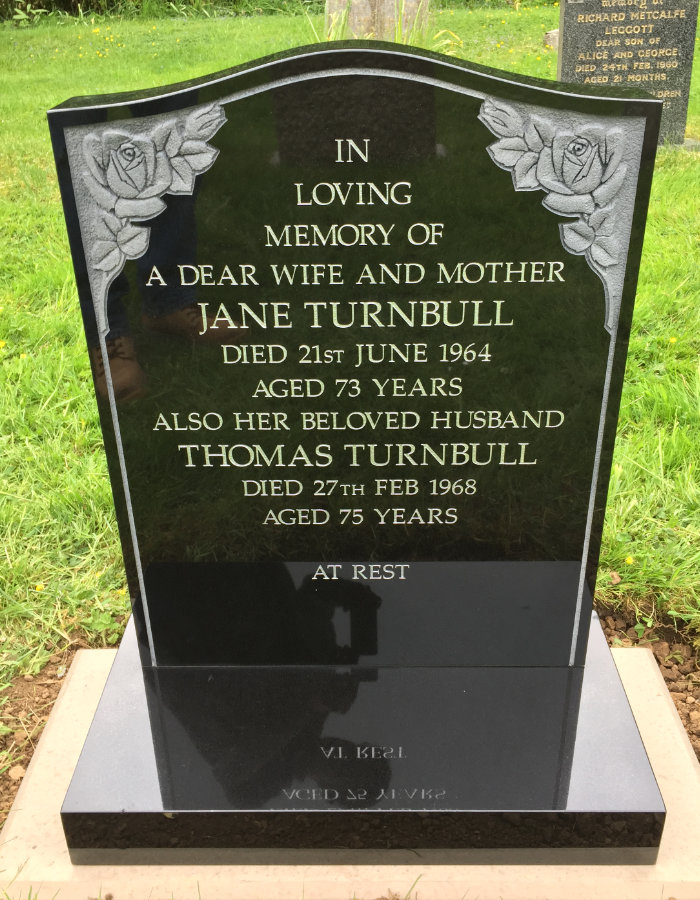 IN
LOVING
MEMORY OF
A DEAR WIFE AND MOTHER
JANE TURNBULL
DIED 21ST JUNE 1964
AGED 73 YEARS
ALSO HER BELOVED HUSBAND
THOMAS TURNBULL
DIED 27TH FEB 1968
AGED 75 YEARS
AT REST
memory of
RICHARD METCALFE
LEGGOTT
DEAR SON OF
ALICE AND GEORGE
DIED 24TH FEB. 1960
AGED 21 MONTHS.